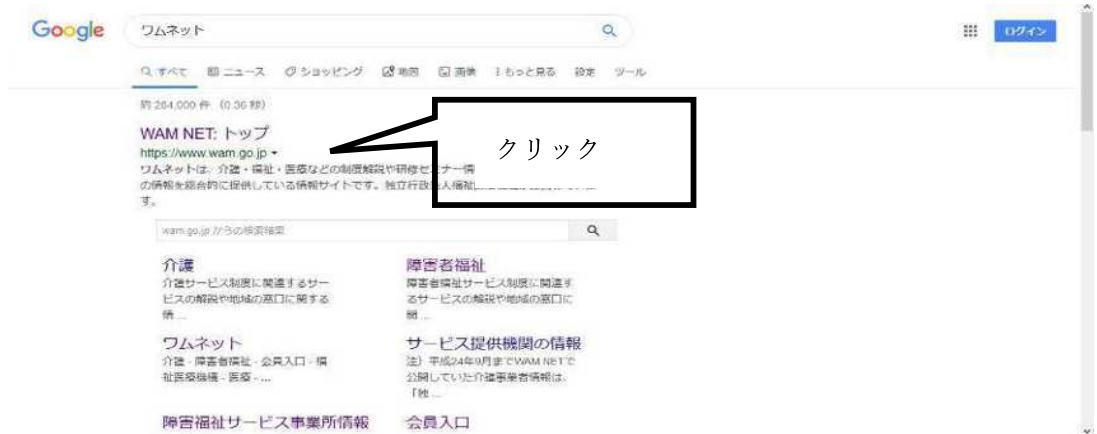 Google
ワムネット
ログイン
すべて ニュース ショッピング 地図 画像 もっと見る 設定 ツール
約 264,000 件 (0.36 秒)
WAM NET: トップ
https://www.wam.go.jp
クリック
ワムネットは、介護・福祉・医療などの制度解説や研修セミナー情
の情報を総合的に提供している情報サイトです。独立行政法人福祉
す。
wam.go.jp からの検索結果
介護
介護サービス制度に関連するサー
ビスの解説や地域の窓口に関する
情 ...
障害者福祉
障害者福祉サービス制度に関連す
るサービスの解説や地域の窓口に
関 ...
ワムネット
介護 - 障害者福祉 - 会員入口 - 福
祉医療機構 - 医療 - ...
サービス提供機関の情報
注）平成24年9月までWAM NETで
公開していた介護事業者情報は、
「独 ...
障害福祉サービス事業所情報
会員入口